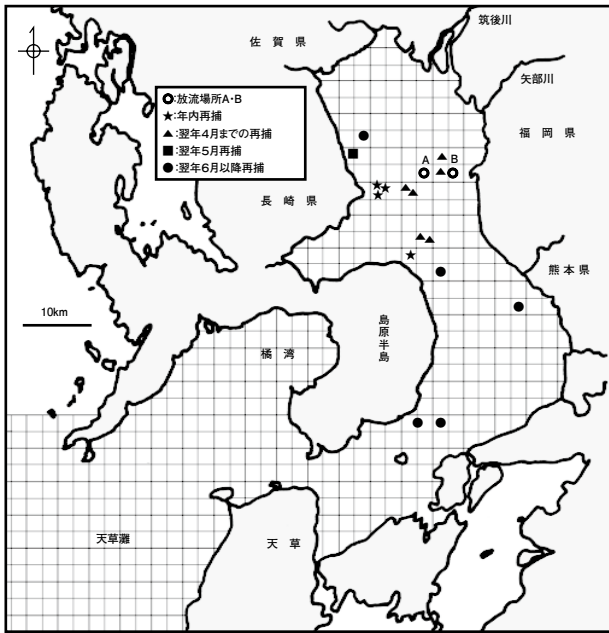 筑後川
佐賀県
矢部川
○:放流場所A・B
★:年内再捕
▲:翌年4月までの再捕
■:翌年5月再捕
●:翌年6月以降再捕
福岡県
A
B
長崎県
熊本県
10km
島原半島
橘湾
天草灘
天草